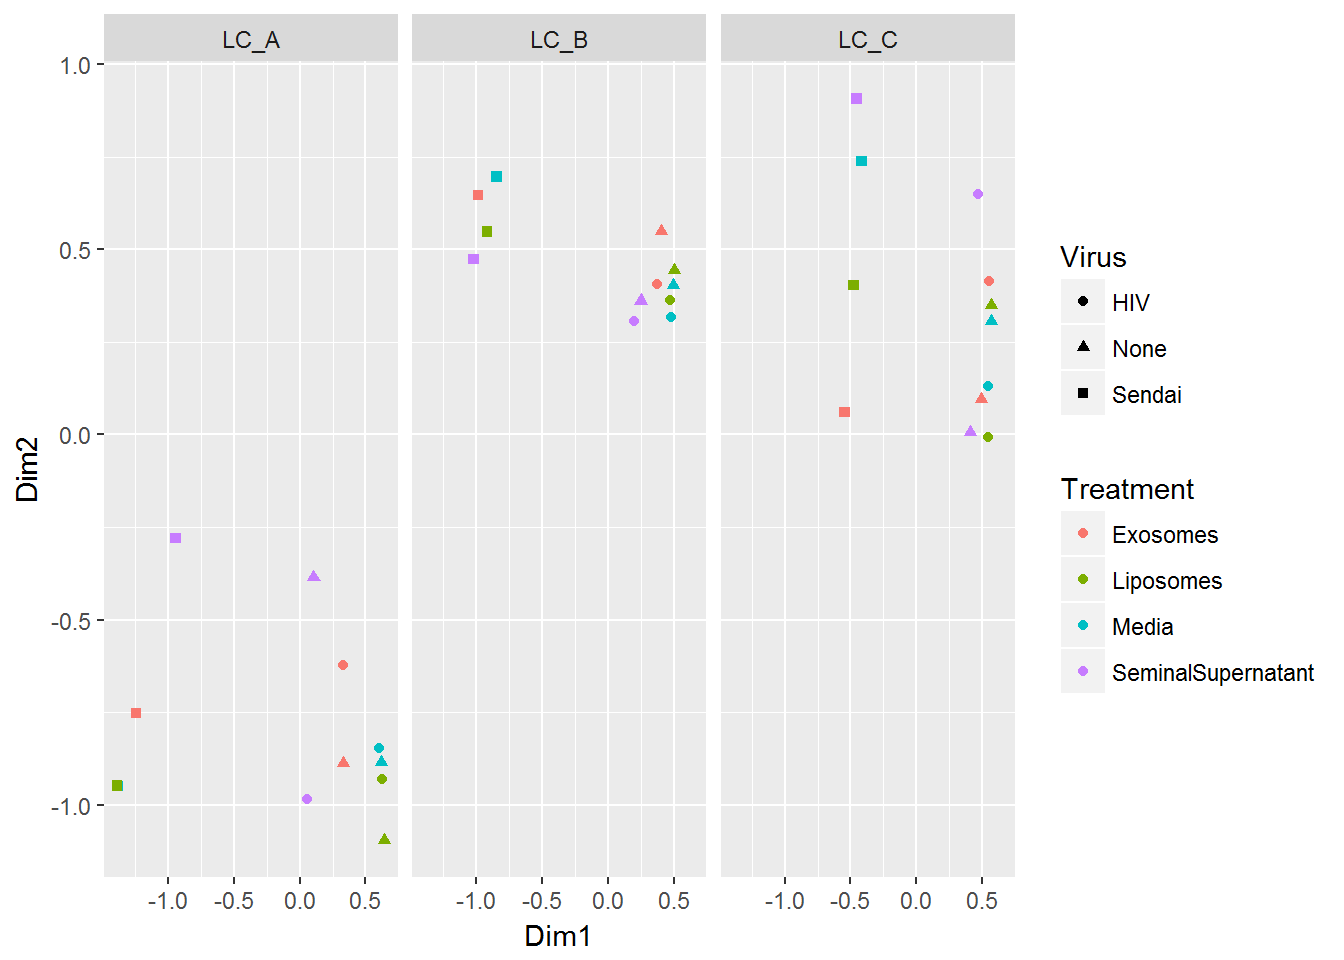 LC_A LC_B LC_C
1.0
0.5
0.0
-0.5
-1.0
-1.0 -0.5 0.0 0.5 -1.0 -0.5 0.0 0.5 -1.0 -0.5 0.0 0.5
Dim1
Dim2
Virus
HIV
None
Sendai
Treatment
Exosomes
Liposomes
Media
SeminalSupernatant